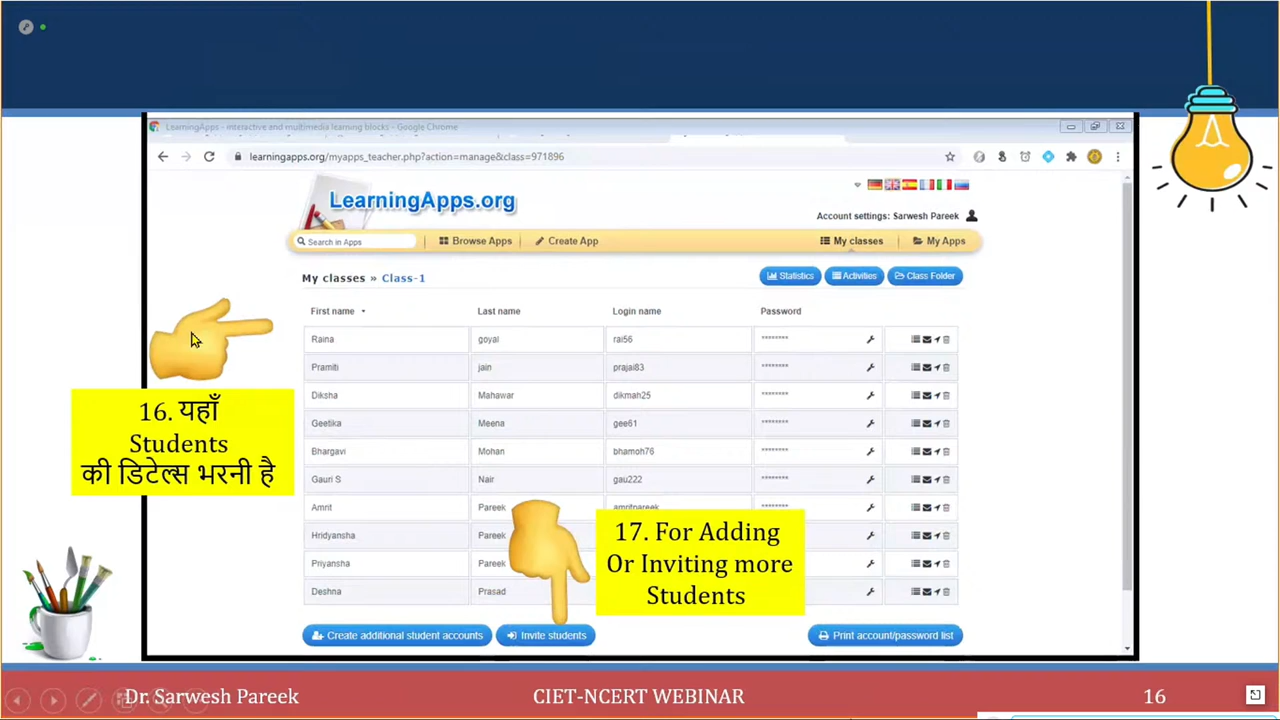 LearningApps - interactive and multimedia learning blocks - Google Chrome
learningapps.org/myapps_teacher.php?action=manage&class=971896
LearningApps.org
Account settings: Sarwesh Pareek
Search in Apps Browse Apps Create App My classes My Apps
My classes » Class-1 Statistics Activities Class Folder
First name Last name Login name Password
Raina goyal rai56 ********
Pramiti jain prajai83 ********
Diksha Mahawar dikmah25 ********
Geetika Meena gee61 ********
Bhargavi Mohan bhamoh76 ********
Gauri S Nair gau222 ********
Amrit Pareek amritpareek ********
Hridyansha Pareek
Priyansha Pareek
Deshna Prasad
16. यहाँ
Students
की डिटेल्स भरनी है
17. For Adding
Or Inviting more
Students
Create additional student accounts Invite students Print account/password list
Dr. Sarwesh Pareek CIET-NCERT WEBINAR 16